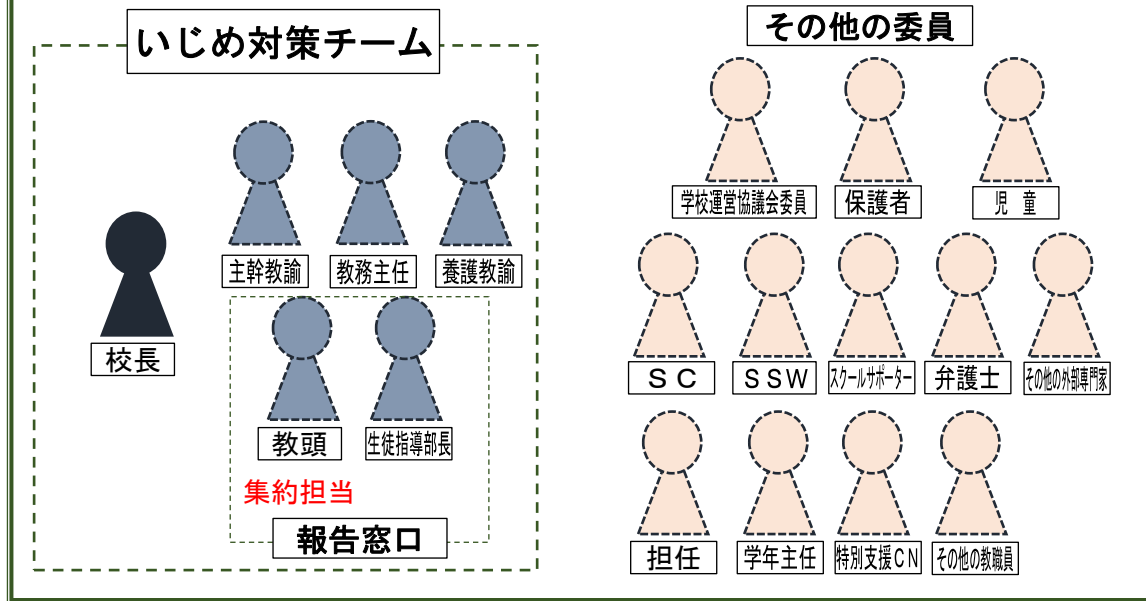 いじめ対策チーム
主幹教諭
教務主任
養護教諭
校長
教頭
生徒指導部長
集約担当
報告窓口
その他の委員
学校運営協議会委員
保護者
児　童
ＳＣ
ＳＳＷ
スクールサポーター
弁護士
その他の外部専門家
担任
学年主任
特別支援ＣＮ
その他の教職員